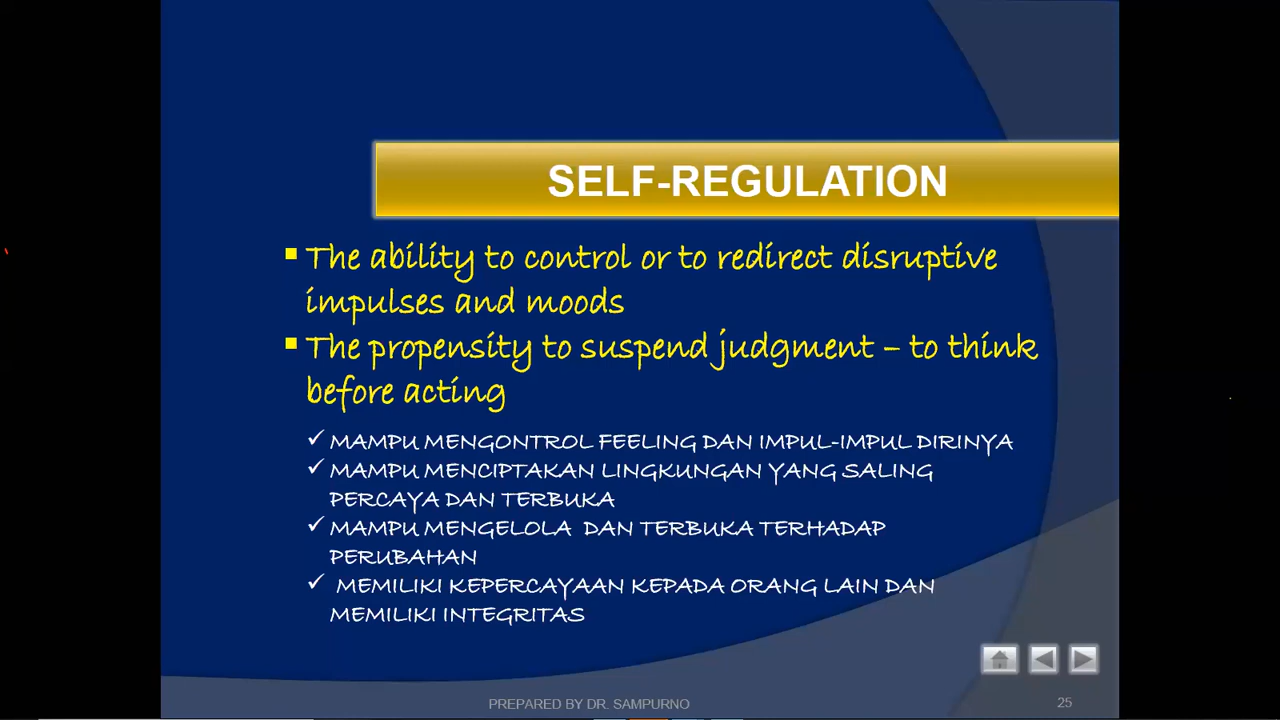 SELF-REGULATION
▪ The ability to control or to redirect disruptive
impulses and moods
▪ The propensity to suspend judgment – to think
before acting
✓ MAMPU MENGONTROL FEELING DAN IMPUL-IMPUL DIRINYA
✓ MAMPU MENCIPTAKAN LINGKUNGAN YANG SALING
PERCAYA DAN TERBUKA
✓ MAMPU MENGELOLA DAN TERBUKA TERHADAP
PERUBAHAN
✓ MEMILIKI KEPERCAYAAN KEPADA ORANG LAIN DAN
MEMILIKI INTEGRITAS
PREPARED BY DR. SAMPURNO
25